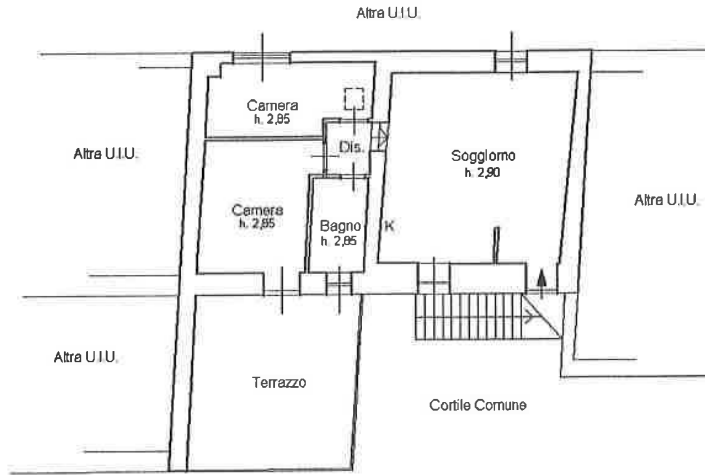 Altra U.I.U.
Camera
h. 2,85
Altra U.I.U.
Dis.
Soggiorno
h. 2,90
Altra U.I.U.
Camera
h. 2,85
Bagno
h. 2,85
K
Altra U.I.U.
Terrazzo
Cortile Comune